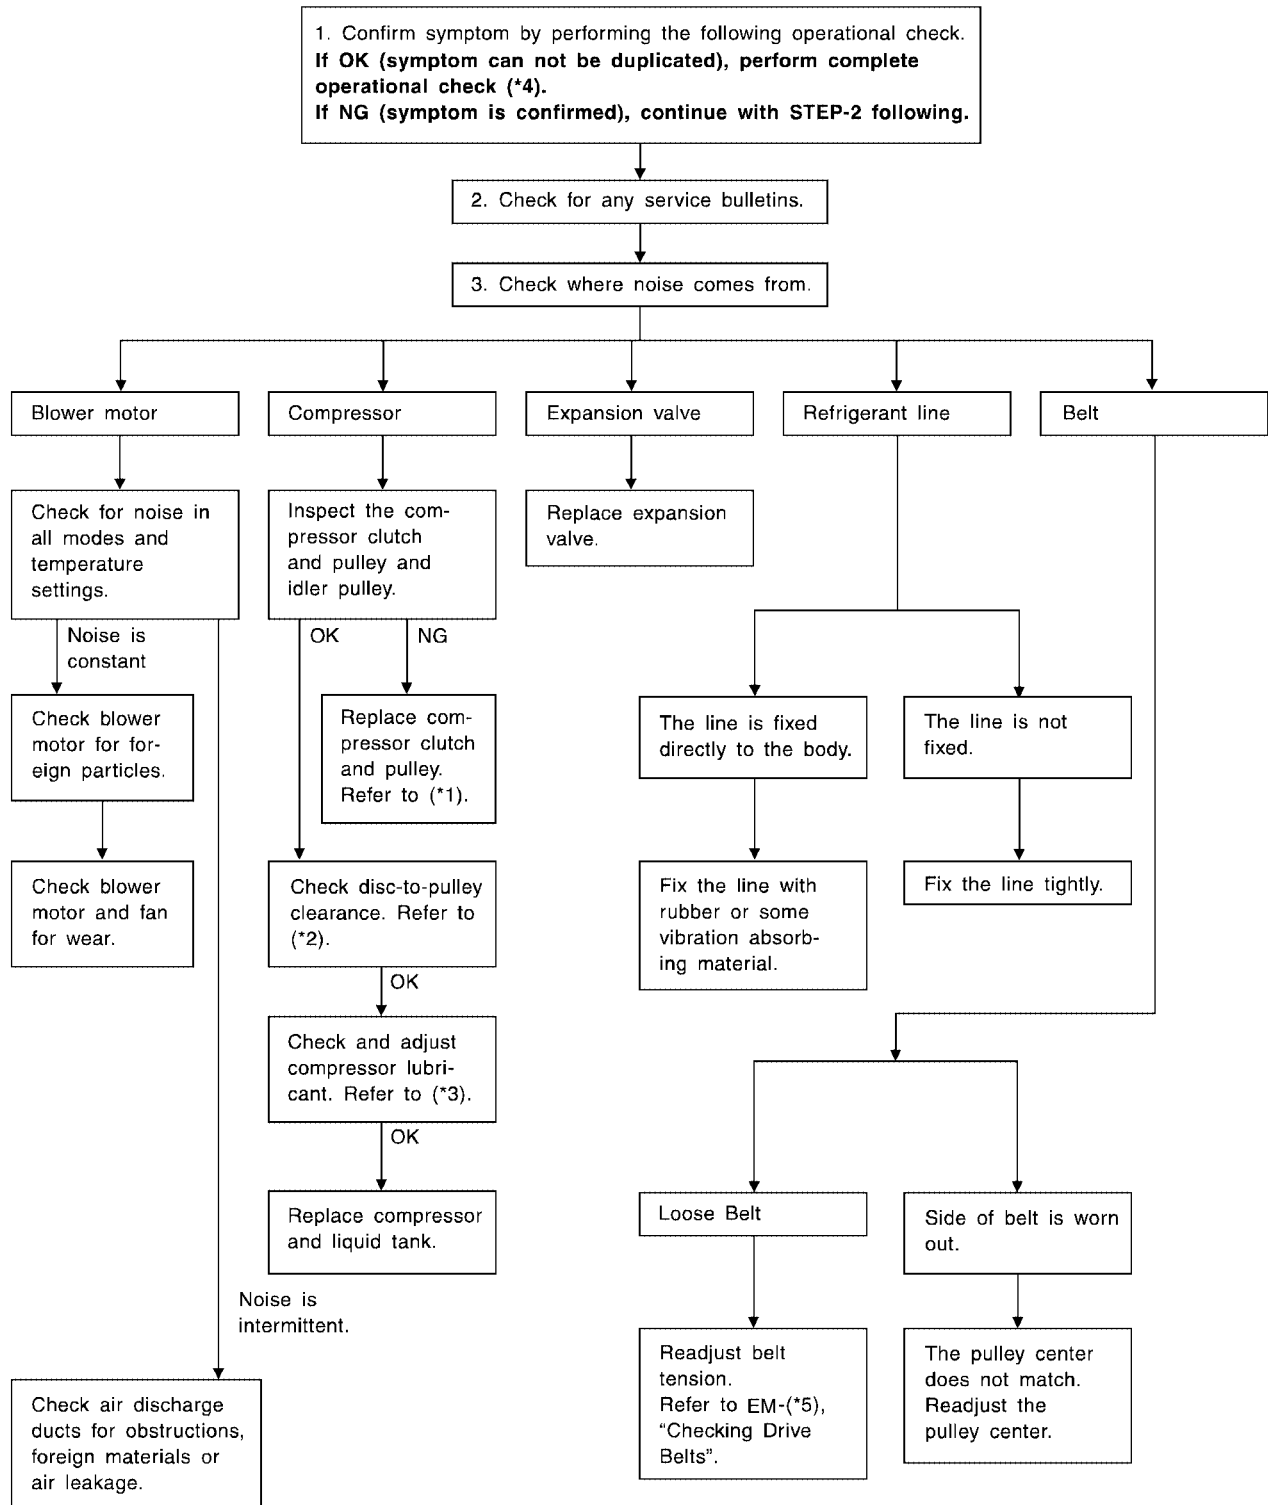 1. Confirm symptom by performing the following operational check.
If OK (symptom can not be duplicated), perform complete
operational check (*4).
If NG (symptom is confirmed), continue with STEP-2 following.
2. Check for any service bulletins.
3. Check where noise comes from.
Blower motor
Compressor
Expansion valve
Refrigerant line
Belt
Check for noise in
all modes and
temperature
settings.
Inspect the com-
pressor clutch
and pulley and
idler pulley.
Replace expansion
valve.
Noise is
constant
OK
NG
Check blower
motor for for-
eign particles.
Replace com-
pressor clutch
and pulley.
Refer to (*1).
The line is fixed
directly to the body.
The line is not
fixed.
Check blower
motor and fan
for wear.
Check disc-to-pulley
clearance. Refer to
(*2).
Fix the line with
rubber or some
vibration absorb-
ing material.
Fix the line tightly.
OK
Check and adjust
compressor lubri-
cant. Refer to (*3).
OK
Replace compressor
and liquid tank.
Loose Belt
Side of belt is worn
out.
Noise is
intermittent.
Check air discharge
ducts for obstructions,
foreign materials or
air leakage.
Readjust belt
tension.
Refer to EM-(*5),
“Checking Drive
Belts”.
The pulley center
does not match.
Readjust the
pulley center.